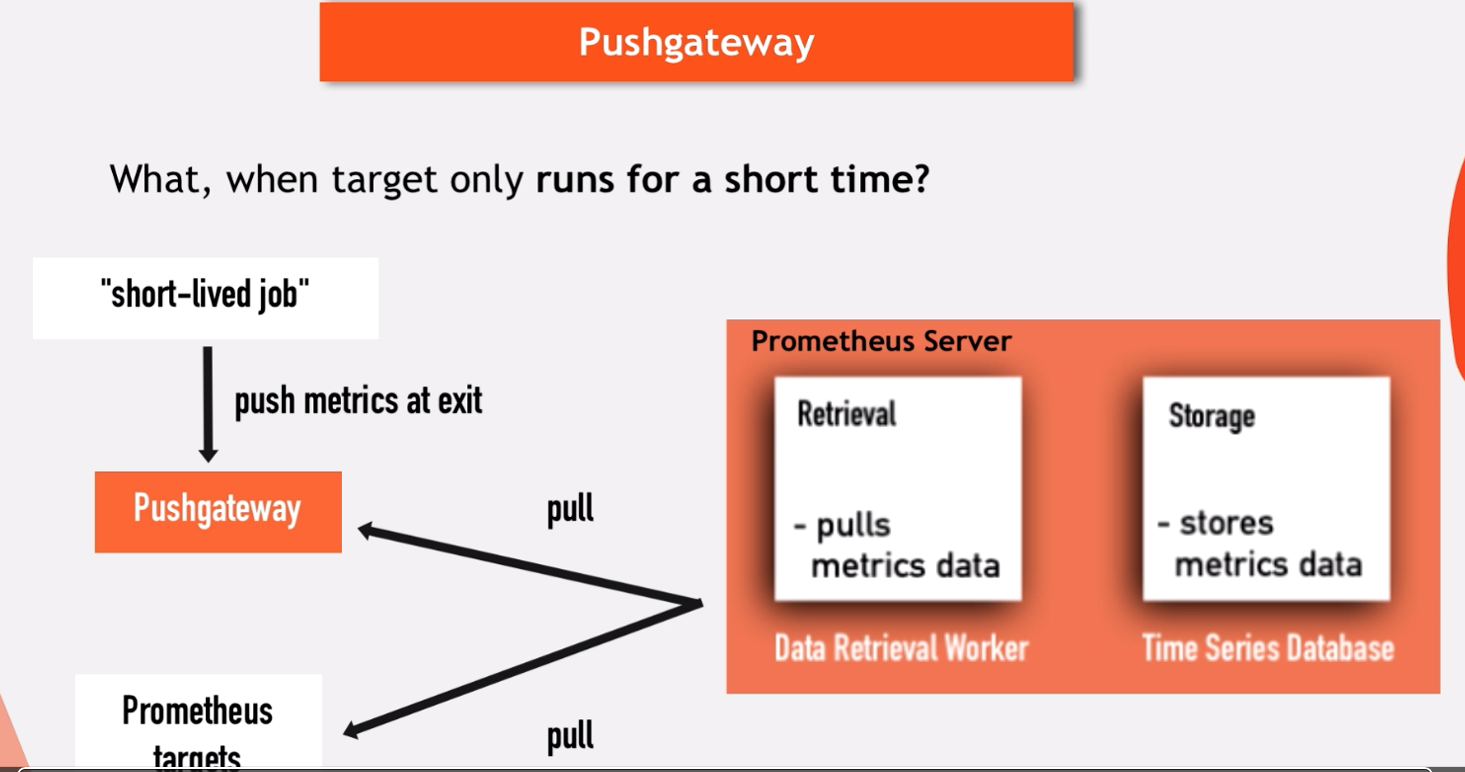 Pushgateway
What, when target only runs for a short time?
"short-lived job"
push metrics at exit
Pushgateway
pull
Prometheus
targets
pull
Prometheus Server
Retrieval
- pulls
metrics data
Data Retrieval Worker
Storage
- stores
metrics data
Time Series Database